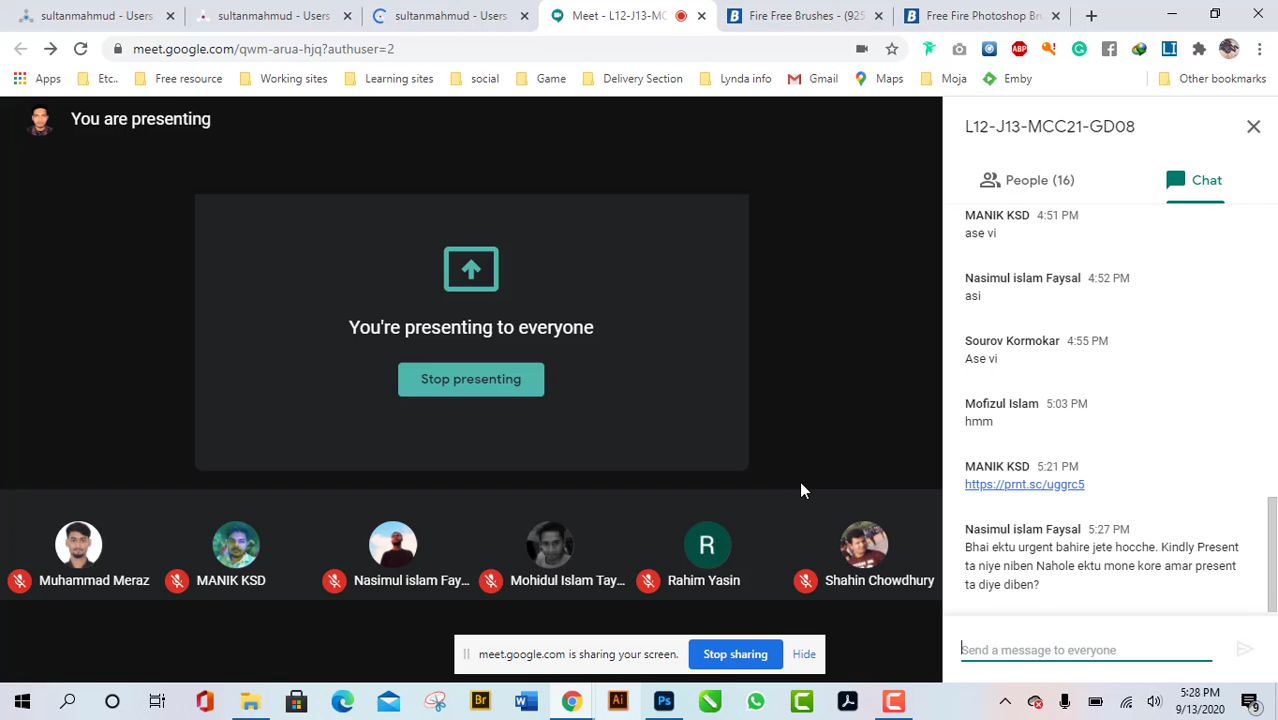 sultanmahmud - Users
sultanmahmud - Users
sultanmahmud - Users
Meet - L12-J13-MC
Fire Free Brushes - (925
Free Fire Photoshop Bru
meet.google.com/qwm-arua-hjq?authuser=2
ABP
LI
Apps
Etc..
Free resource
Working sites
Learning sites
social
Game
Delivery Section
Lynda info
Gmail
Maps
Moja
Emby
Other bookmarks
You are presenting
You're presenting to everyone
Stop presenting
R
Muhammad Meraz
MANIK KSD
Nasimul islam Fay...
Mohidul Islam Tay...
Rahim Yasin
Shahin Chowdhury
meet.google.com is sharing your screen.
Stop sharing
Hide
L12-J13-MCC21-GD08
People (16)
Chat
MANIK KSD 4:51 PM
ase vi
Nasimul islam Faysal 4:52 PM
asi
Sourov Kormokar 4:55 PM
Ase vi
Mofizul Islam 5:03 PM
hmm
MANIK KSD 5:21 PM
https://prnt.sc/uggrc5
Nasimul islam Faysal 5:27 PM
Bhai ektu urgent bahire jete hocche. Kindly Present
ta niye niben Nahole ektu mone kore amar present
ta diye diben?
Send a message to everyone
Br
W
Ai
Ps
C
C
5:28 PM
9/13/2020
9